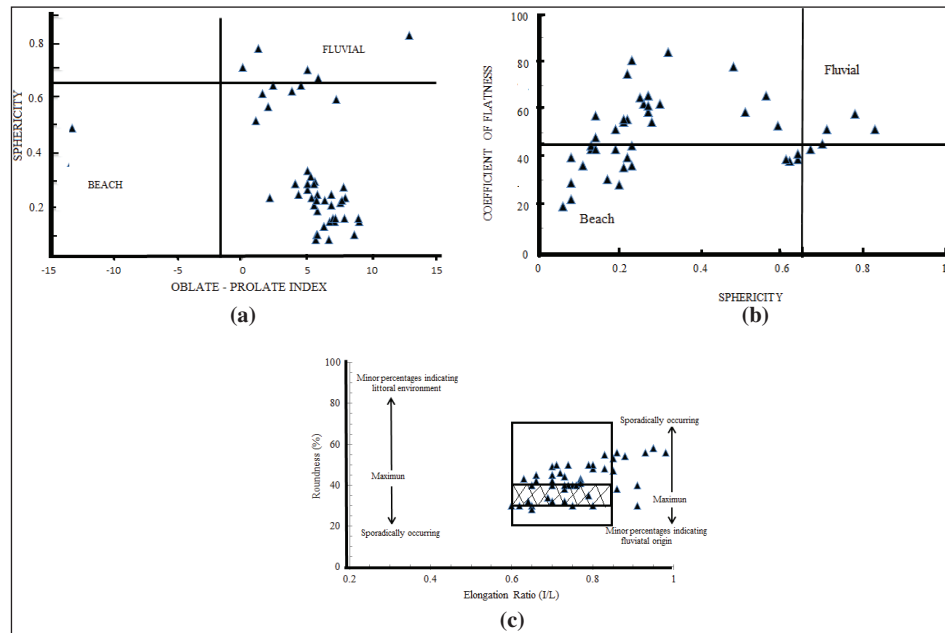 0.8
0.6
0.4
0.2
SPHERICITY
FLUVIAL
BEACH
-15
-10
-5
0
5
10
15
OBLATE - PROLATE INDEX
(a)
COEFFICIENT OF FLATNESS
100
80
60
40
20
0
Fluvial
Beach
0
0.2
0.4
0.6
0.8
1
SPHERICITY
(b)
Roundness (%)
100
80
60
40
20
0
Minor percentages indicating
littoral environment
Maximun
Sporadically occurring
Sporadically occurring
Maximun
Minor percentages indicating
fluviatal origin
0.2
0.4
0.6
0.8
1
Elongation Ratio (I/L)
(c)